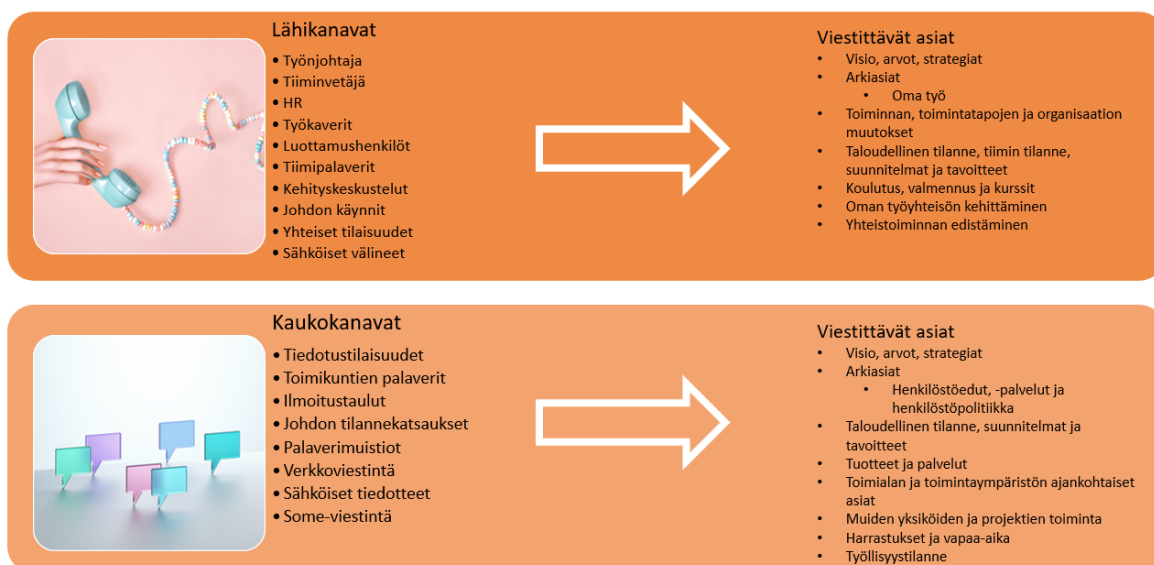 Lähikanavat
• Työnjohtaja
• Tiiminvetäjä
• HR
• Työkaverit
• Luottamushenkilöt
• Tiimipalaverit
• Kehityskeskustelut
• Johdon käynnit
• Yhteiset tilaisuudet
• Sähköiset välineet
Viestittävät asiat
• Visio, arvot, strategiat
• Arkiasiat
• Oma työ
• Toiminnan, toimintatapojen ja organisaation
muutokset
• Taloudellinen tilanne, tiimin tilanne,
suunnitelmat ja tavoitteet
• Koulutus, valmennus ja kurssit
• Oman työyhteisön kehittäminen
• Yhteistoiminnan edistäminen
Kaukokanavat
• Tiedotustilaisuudet
• Toimikuntien palaverit
• Ilmoitustaulut
• Johdon tilannekatsaukset
• Palaverimuistiot
• Verkkoviestintä
• Sähköiset tiedotteet
• Some-viestintä
Viestittävät asiat
• Visio, arvot, strategiat
• Arkiasiat
• Henkilöstöedut, -palvelut ja
henkilöstöpolitiikka
• Taloudellinen tilanne, suunnitelmat ja
tavoitteet
• Tuotteet ja palvelut
• Toimialan ja toimintaympäristön ajankohtaiset
asiat
• Muiden yksiköiden ja projektien toiminta
• Harrastukset ja vapaa-aika
• Työllisyystilanne